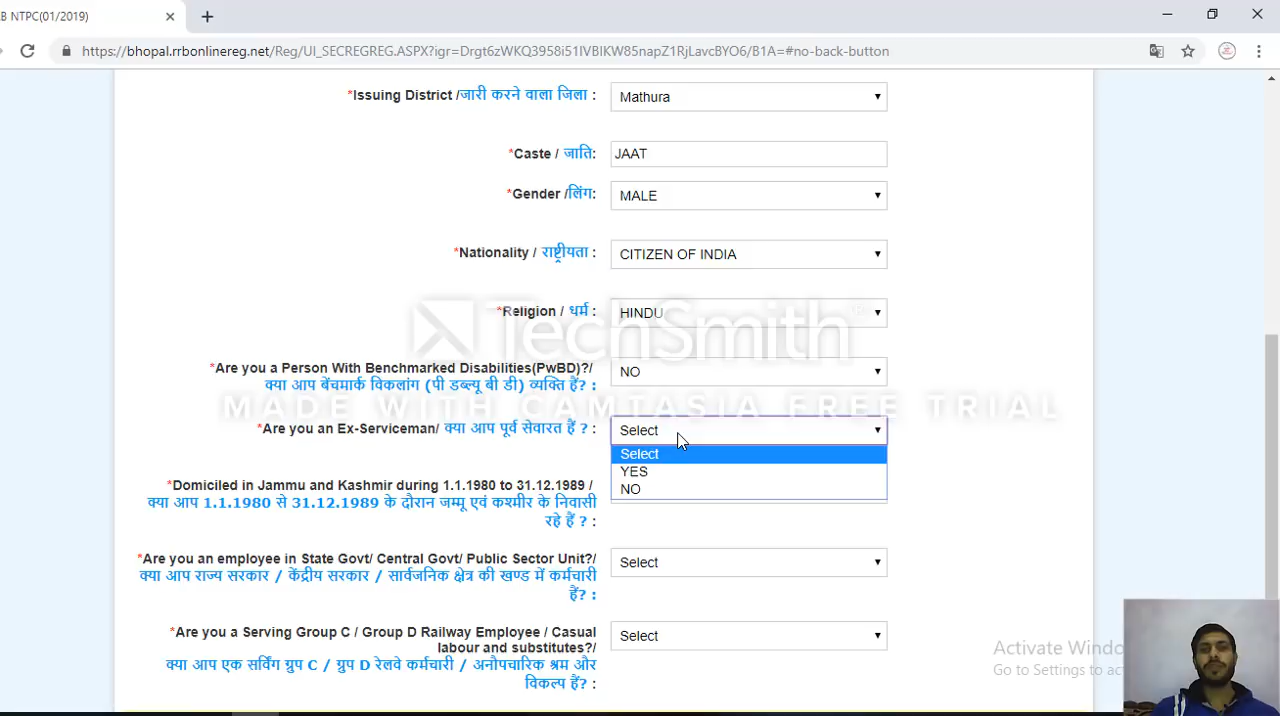 B NTPC(01/2019)
https://bhopal.rrbonlinereg.net/Reg/UI_SECREGREG.ASPX?igr=Drgt6zWKQ3958i51IVBIKW85napZ1RjLavcBYO6/B1A=#no-back-button
*Issuing District /जारी करने वाला जिला : Mathura
*Caste / जाति: JAAT
*Gender /लिंग: MALE
*Nationality / राष्ट्रीयता : CITIZEN OF INDIA
*Religion / धर्म : HINDU
TechSmith
*Are you a Person With Benchmarked Disabilities(PwBD)?/ NO
क्या आप बेंचमार्क विकलांग (पी डब्ल्यू बी डी) व्यक्ति हैं? :
MADE WITH CAMTASIA FREE TRIAL
*Are you an Ex-Serviceman/ क्या आप पूर्व सेवारत हैं ? : Select
Select
YES
NO
*Domiciled in Jammu and Kashmir during 1.1.1980 to 31.12.1989 /
क्या आप 1.1.1980 से 31.12.1989 के दौरान जम्मू एवं कश्मीर के निवासी
रहे हैं ? :
*Are you an employee in State Govt/ Central Govt/ Public Sector Unit?/ Select
क्या आप राज्य सरकार / केंद्रीय सरकार / सार्वजनिक क्षेत्र की खण्ड में कर्मचारी
हैं? :
*Are you a Serving Group C / Group D Railway Employee / Casual Select
labour and substitutes?/
क्या आप एक सर्विंग ग्रुप C / ग्रुप D रेलवे कर्मचारी / अनौपचारिक श्रम और
विकल्प हैं? :
Activate Windo
Go to Settings to ac